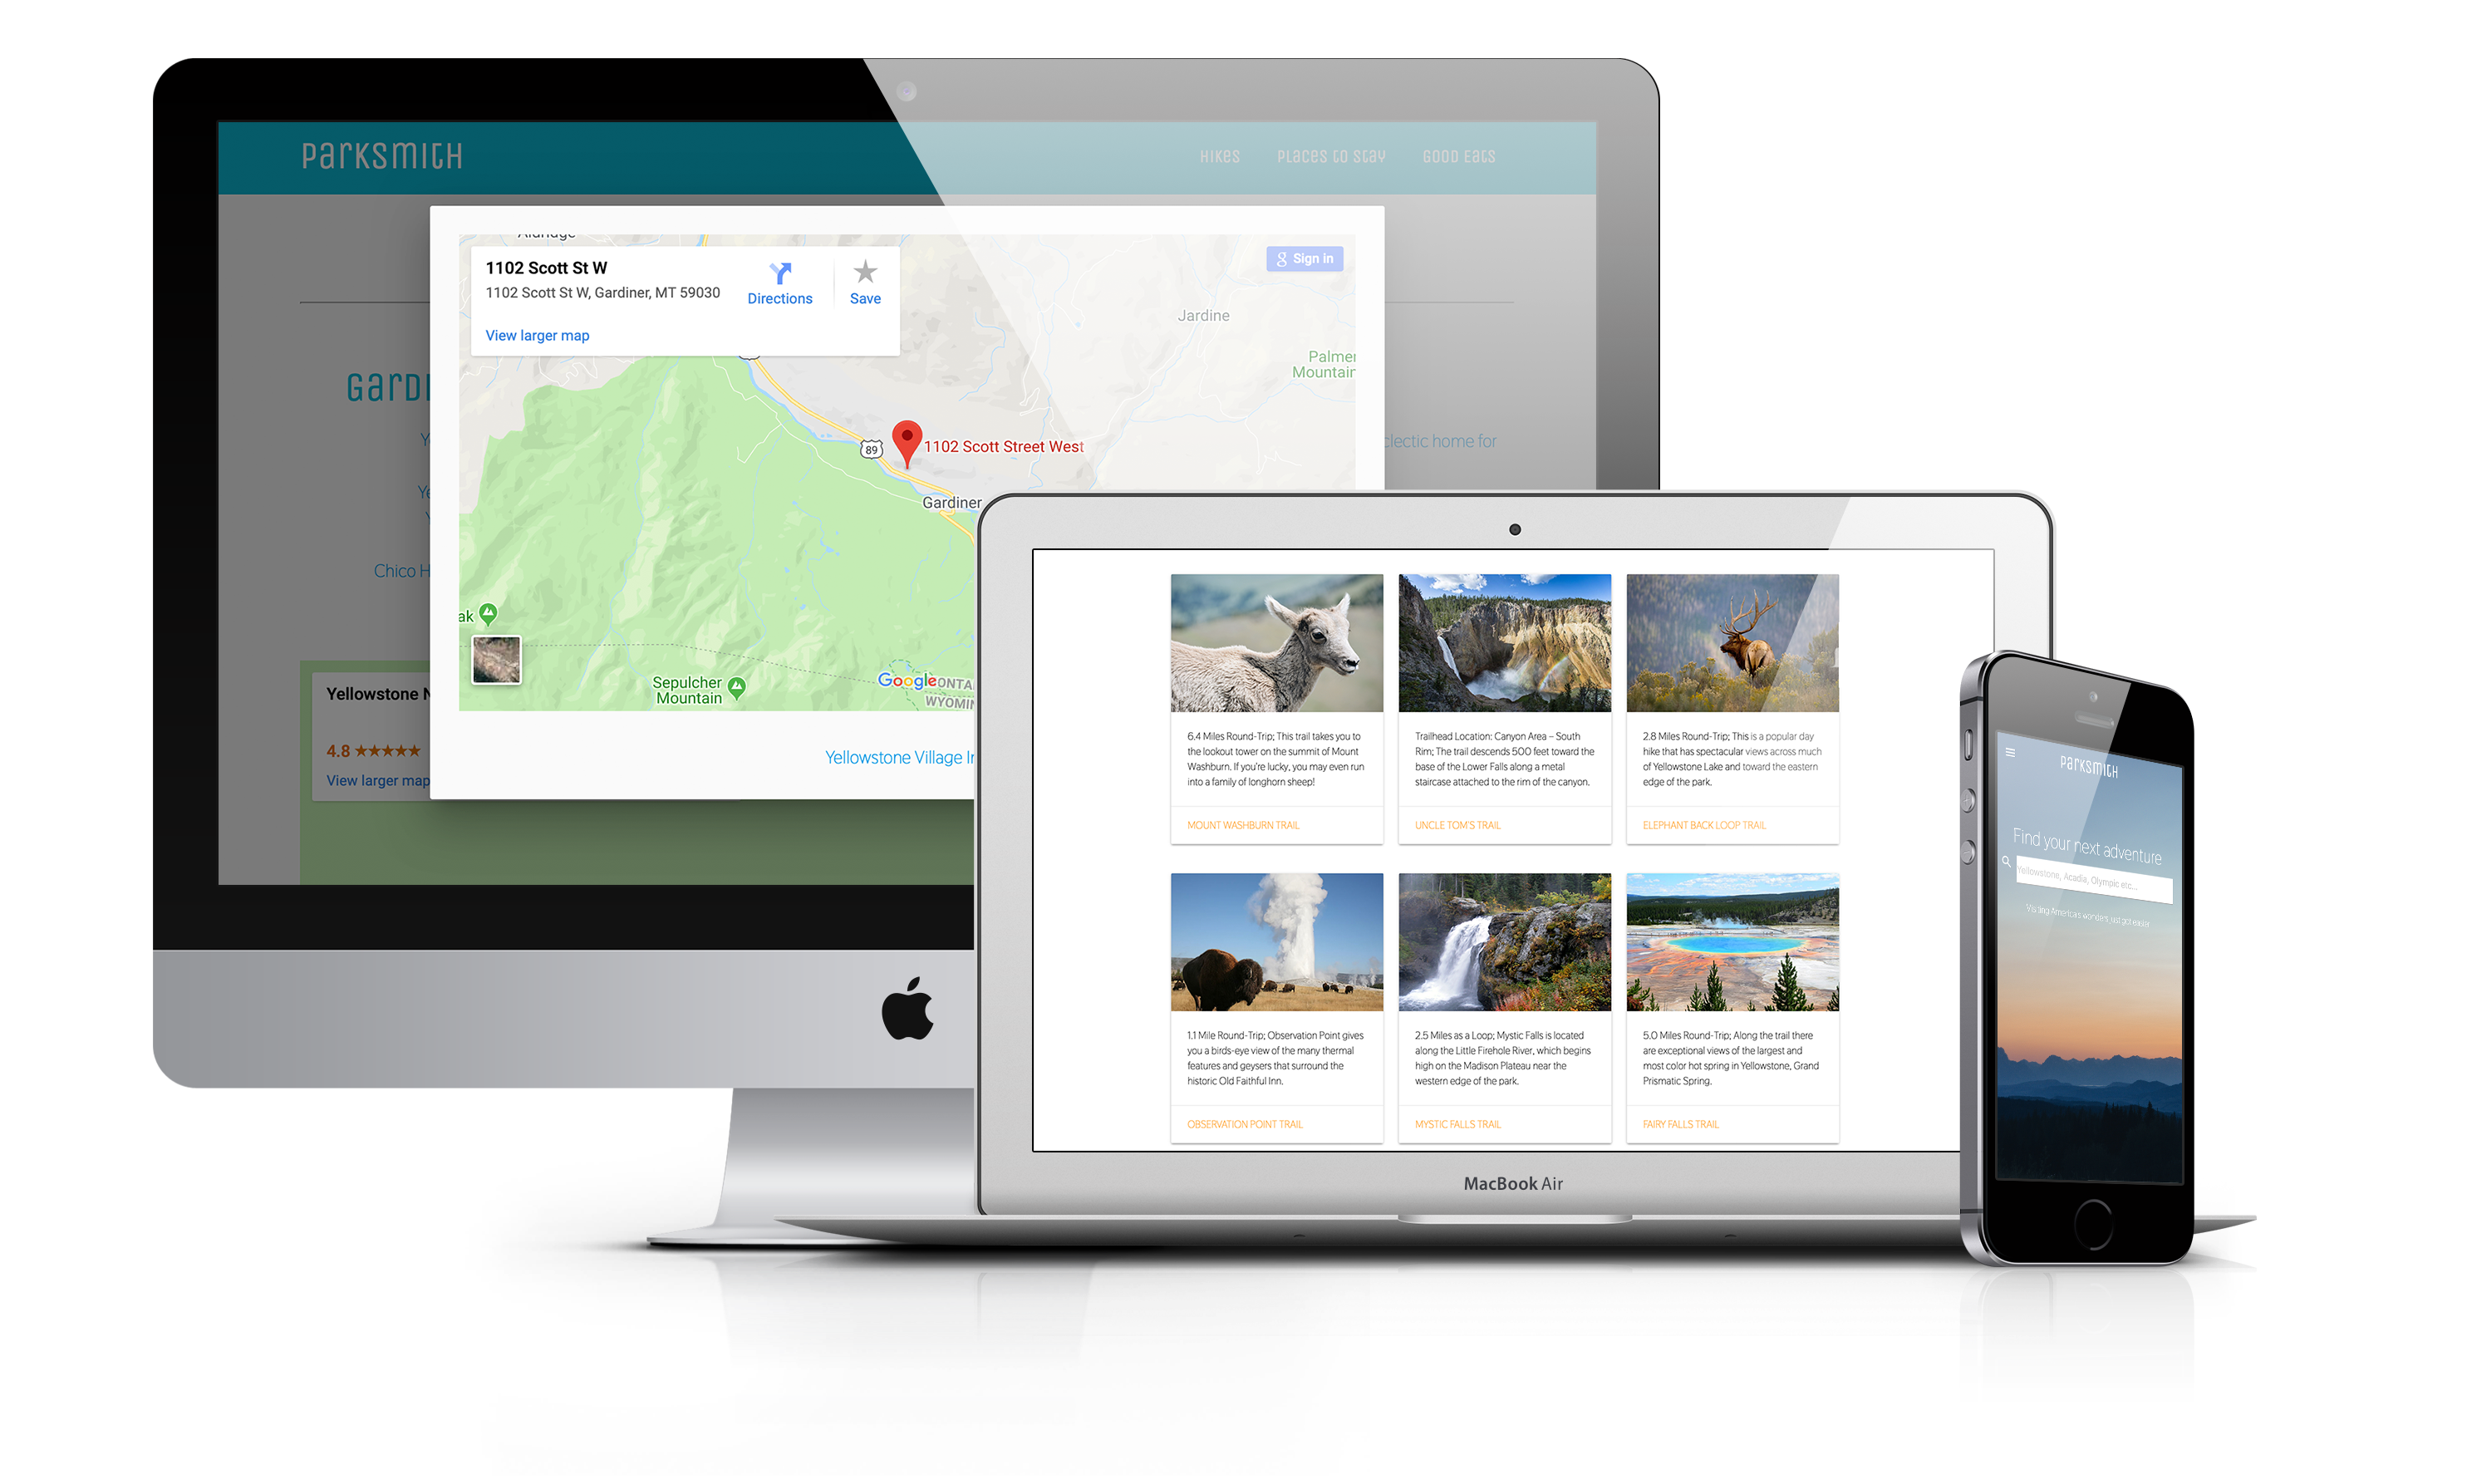 Parksmith
Hikes Places to Stay Good Eats
Aldridge
1102 Scott St W
1102 Scott St W, Gardiner, MT 59030
Directions
Save
View larger map
Sign in
Jardine
Palmer
Mountain
89
1102 Scott Street West
Gardiner
clectic home for
Chico H
ak
Sepulcher
Mountain
Google
ONTA
WYOMIN
Yellowstone N
4.8 ★★★★★
View larger map
Yellowstone Village In
6.4 Miles Round-Trip; This trail takes you to
the lookout tower on the summit of Mount
Washburn. If you're lucky, you may even run
into a family of longhorn sheep!
MOUNT WASHBURN TRAIL
Trailhead Location: Canyon Area – South
Rim; The trail descends 500 feet toward the
base of the Lower Falls along a metal
staircase attached to the rim of the canyon.
UNCLE TOM'S TRAIL
2.8 Miles Round-Trip; This is a popular day
hike that has spectacular views across much
of Yellowstone Lake and toward the eastern
edge of the park.
ELEPHANT BACK LOOP TRAIL
1.1 Mile Round-Trip; Observation Point gives
you a birds-eye view of the many thermal
features and geysers that surround the
historic Old Faithful Inn.
OBSERVATION POINT TRAIL
2.5 Miles as a Loop; Mystic Falls is located
along the Little Firehole River, which begins
high on the Madison Plateau near the
western edge of the park.
MYSTIC FALLS TRAIL
5.0 Miles Round-Trip; Along the trail there
are exceptional views of the largest and
most color hot spring in Yellowstone, Grand
Prismatic Spring.
FAIRY FALLS TRAIL
MacBook Air
Parksmith
Find your next adventure
Yellowstone, Acadia, Olympic etc...
Visiting America's wonders just got easier